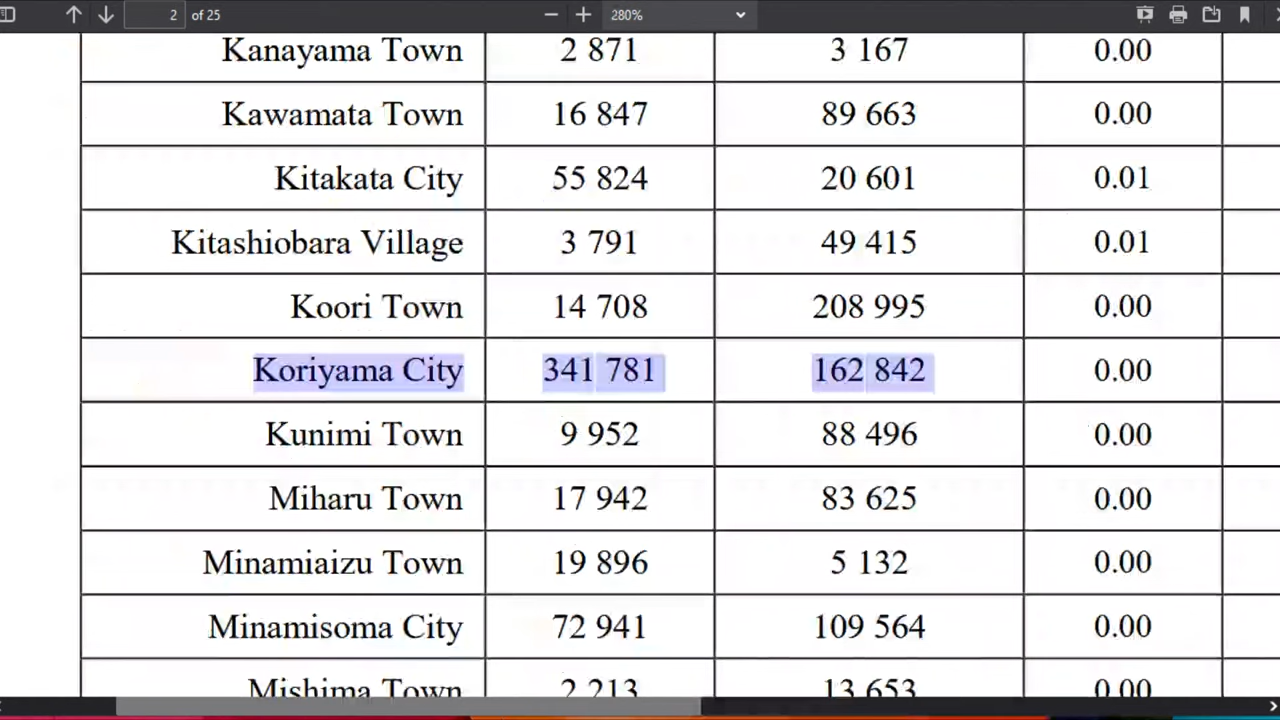 2 of 25 280%
Kanayama Town 2 871 3 167 0.00
Kawamata Town 16 847 89 663 0.00
Kitakata City 55 824 20 601 0.01
Kitashiobara Village 3 791 49 415 0.01
Koori Town 14 708 208 995 0.00
Koriyama City 341 781 162 842 0.00
Kunimi Town 9 952 88 496 0.00
Miharu Town 17 942 83 625 0.00
Minamiaizu Town 19 896 5 132 0.00
Minamisoma City 72 941 109 564 0.00
Mishima Town 2 213 13 653 0.00